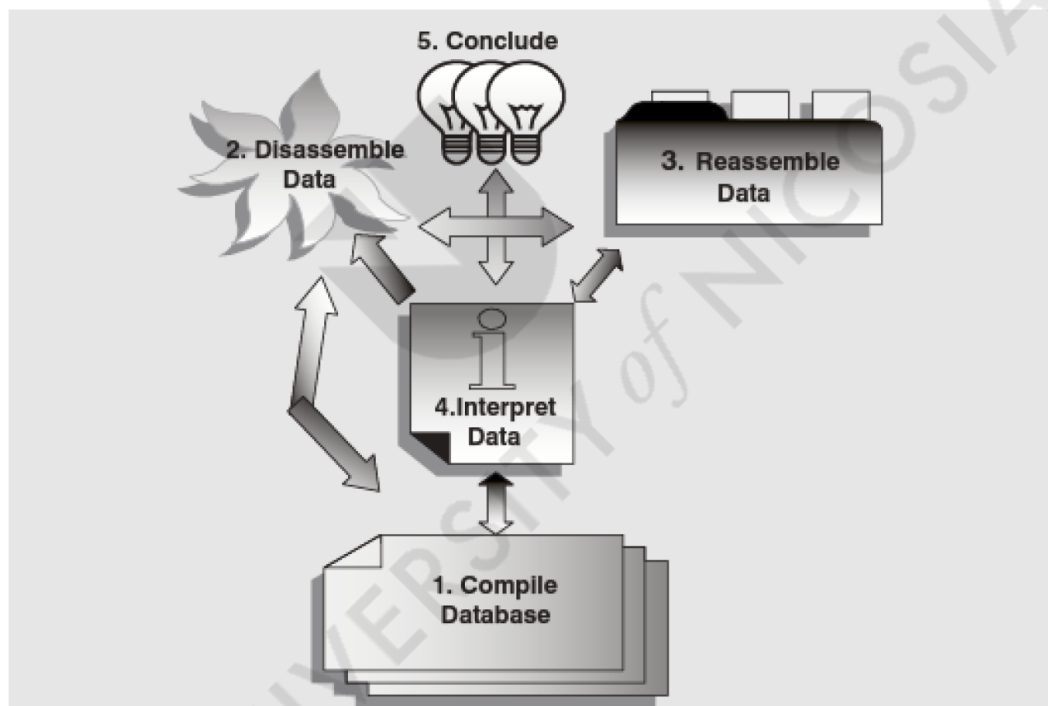 5. Conclude
2. Disassemble
Data
3. Reassemble
Data
i
4.Interpret
Data
1. Compile
Database
UNIVERSITY of NICOSIA